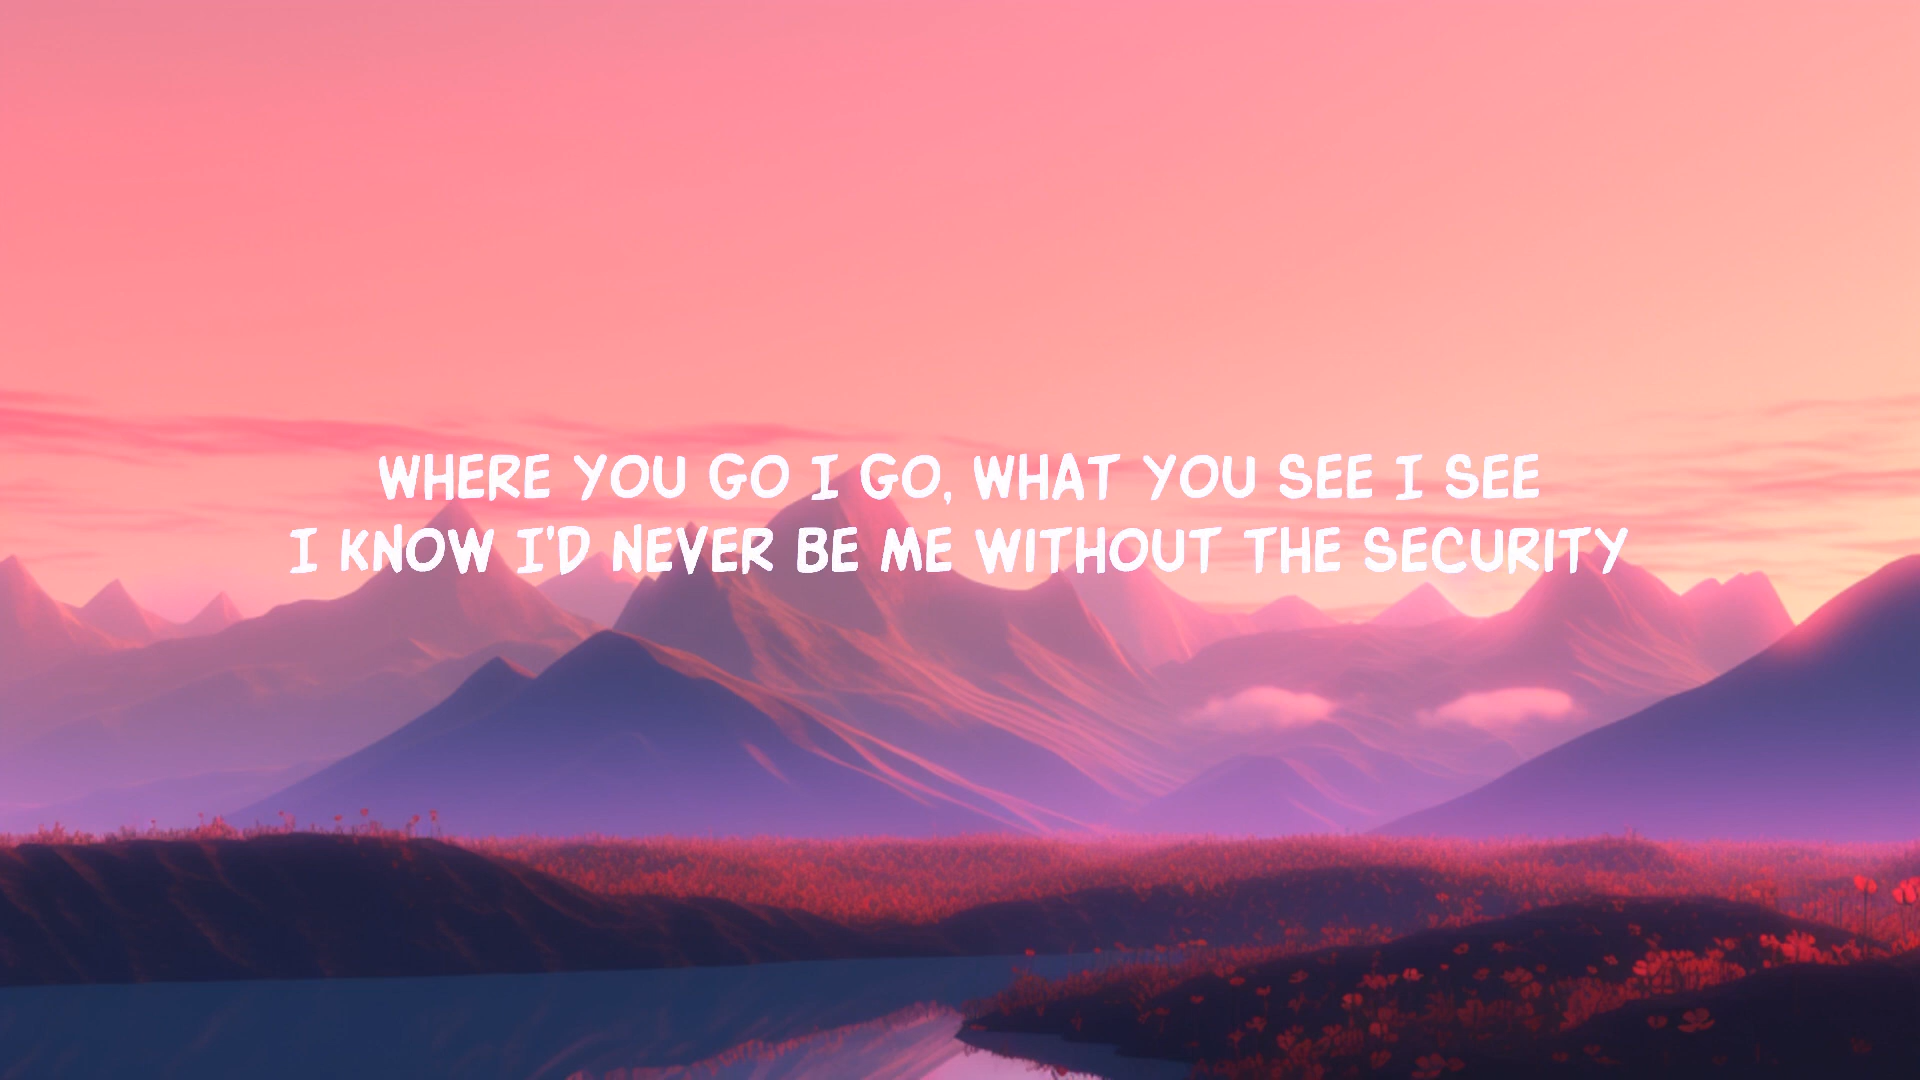 WHERE YOU GO I GO, WHAT YOU SEE I SEE
I KNOW I'D NEVER BE ME WITHOUT THE SECURITY